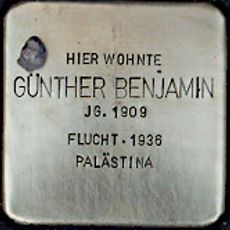 HIER WOHNTE
GÜNTHER BENJAMIN
JG. 1909
FLUCHT · 1936
PALÄSTINA